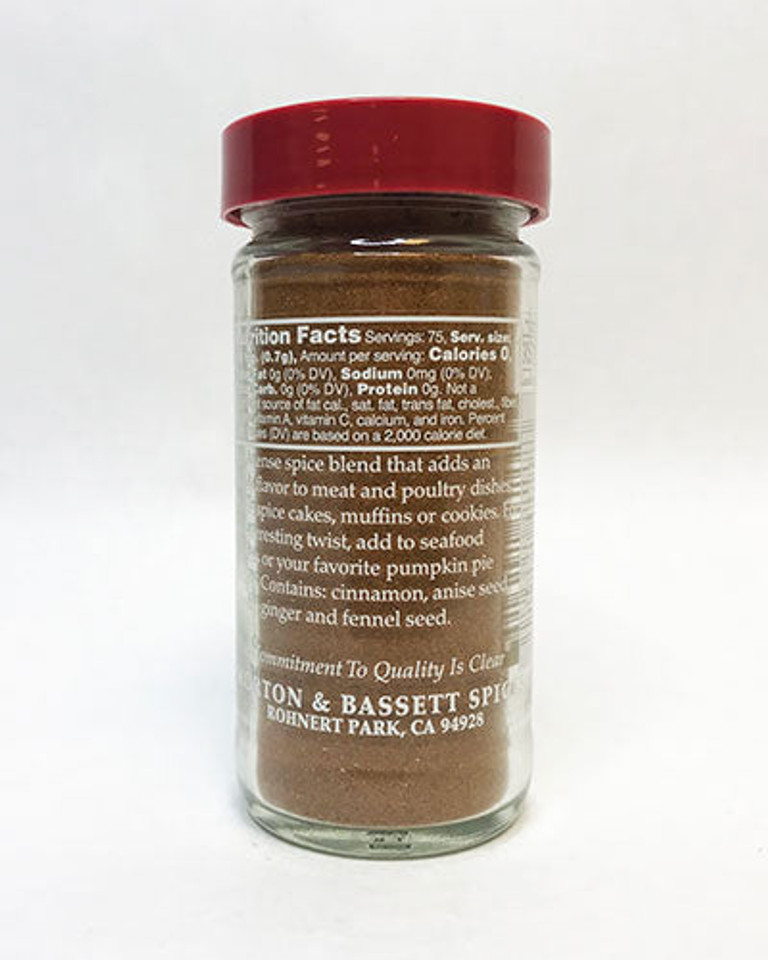 rition Facts Servings: 75, Serv. size:
(0.7g), Amount per serving: Calories 0,
Fat 0g (0% DV), Sodium 0mg (0% DV),
Carb. 0g (0% DV), Protein 0g. Not a
source of fat cal., sat. fat, trans fat, cholest., fiber,
vitamin A, vitamin C, calcium, and iron. Percent
(DV) are based on a 2,000 calorie diet.
ense spice blend that adds an
flavor to meat and poultry dishes,
spice cakes, muffins or cookies. F
resting twist, add to seafood
or your favorite pumpkin pie
Contains: cinnamon, anise seed,
ginger and fennel seed.
Commitment To Quality Is Clear
ORTON & BASSETT SPIC
ROHNERT PARK, CA 94928